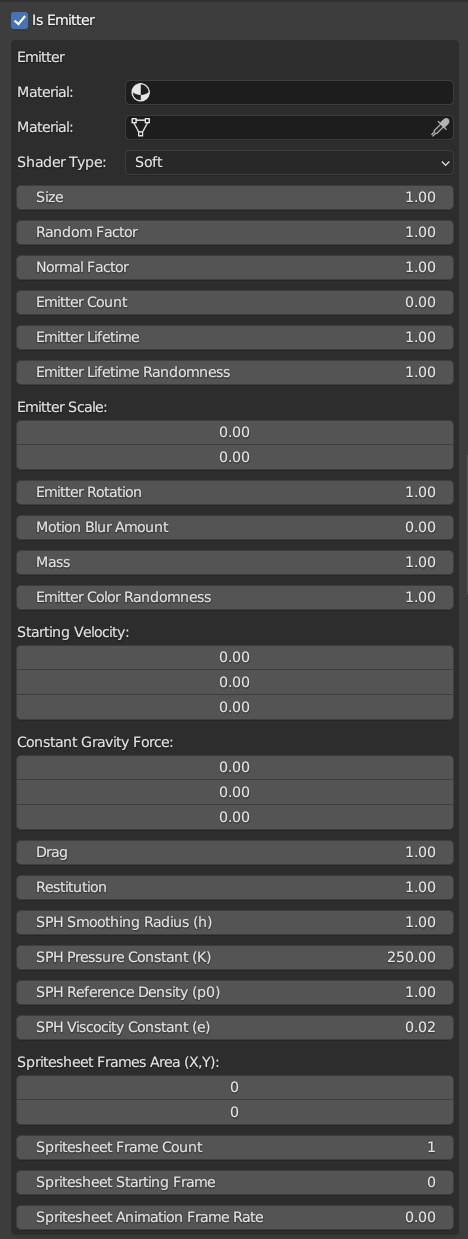 Is Emitter
Emitter
Material:
Material:
Shader Type: Soft
Size 1.00
Random Factor 1.00
Normal Factor 1.00
Emitter Count 0.00
Emitter Lifetime 1.00
Emitter Lifetime Randomness 1.00
Emitter Scale:
0.00
0.00
Emitter Rotation 1.00
Motion Blur Amount 0.00
Mass 1.00
Emitter Color Randomness 1.00
Starting Velocity:
0.00
0.00
0.00
Constant Gravity Force:
0.00
0.00
0.00
Drag 1.00
Restitution 1.00
SPH Smoothing Radius (h) 1.00
SPH Pressure Constant (K) 250.00
SPH Reference Density (p0) 1.00
SPH Viscocity Constant (e) 0.02
Spritesheet Frames Area (X,Y):
0
0
Spritesheet Frame Count 1
Spritesheet Starting Frame 0
Spritesheet Animation Frame Rate 0.00